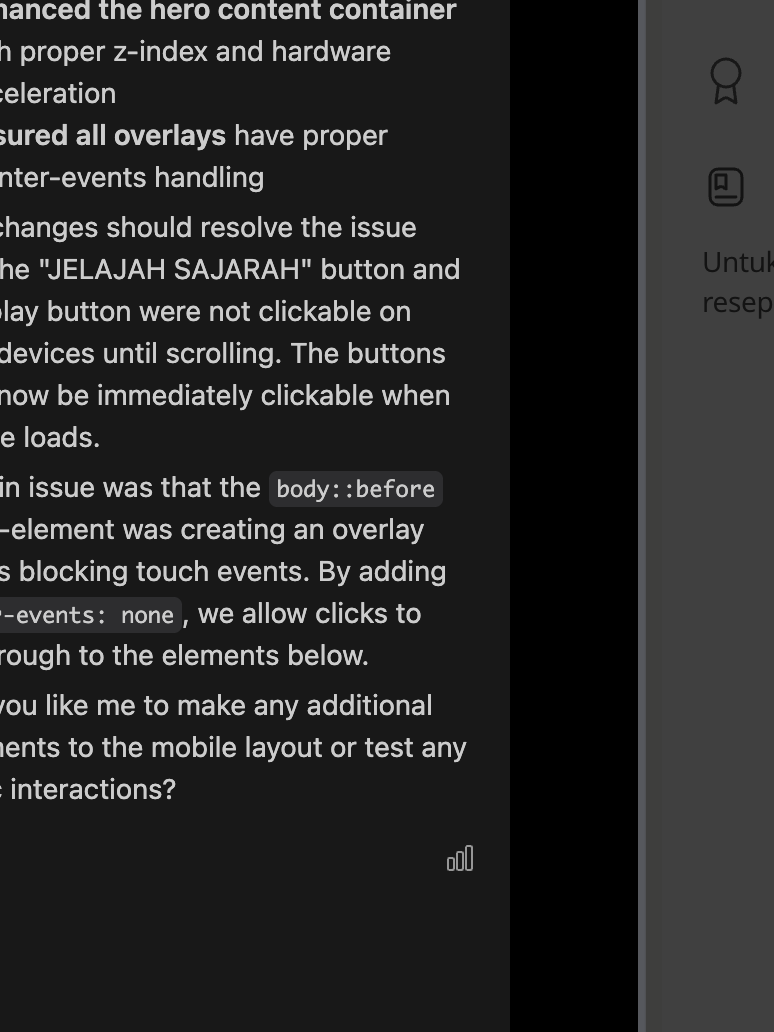 nanced the hero content container
h proper z-index and hardware
celeration
sured all overlays have proper
nter-events handling
changes should resolve the issue
he "JELAJAH SAJARAH" button and
play button were not clickable on
devices until scrolling. The buttons
now be immediately clickable when
e loads.
in issue was that the body::before
-element was creating an overlay
s blocking touch events. By adding
r-events: none, we allow clicks to
rough to the elements below.
you like me to make any additional
ments to the mobile layout or test any
c interactions?
Untuk
resep